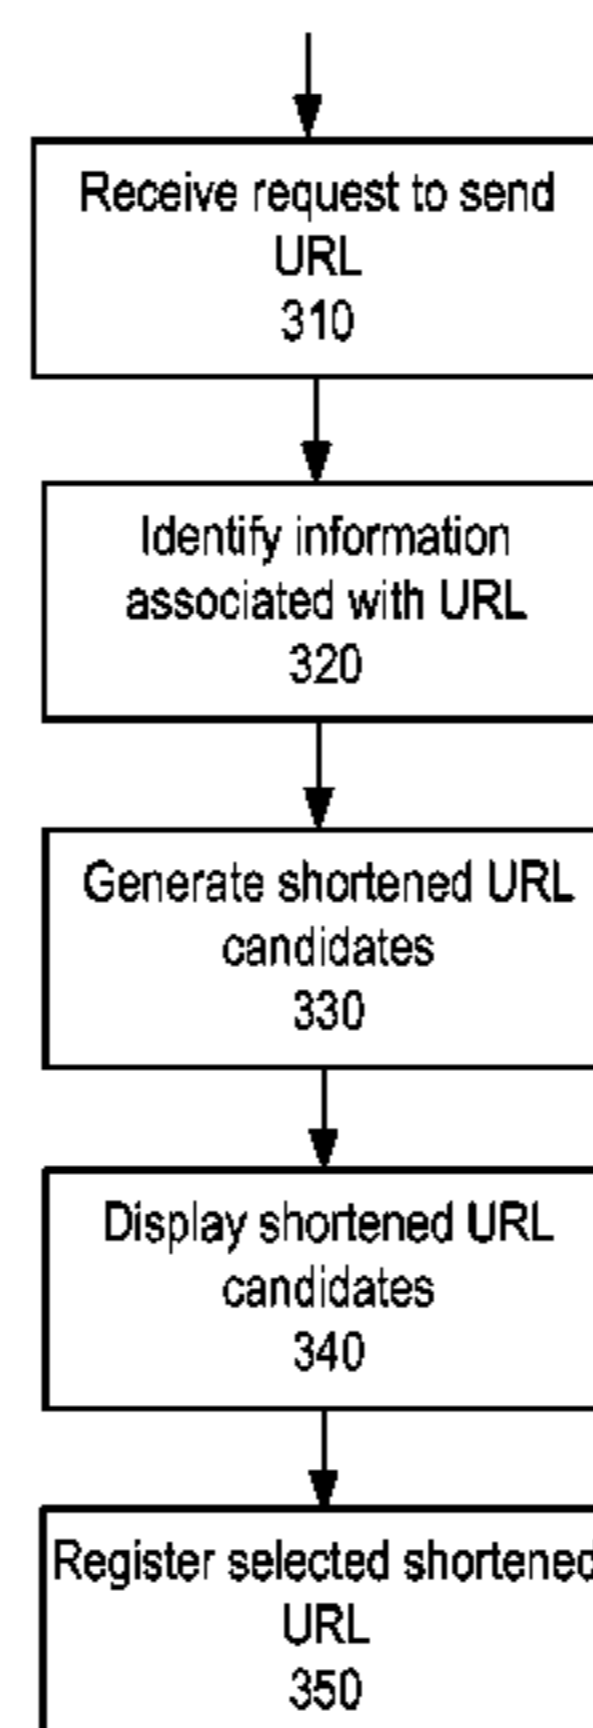 Receive request to send
URL
310
Identify information
associated with URL
320
Generate shortened URL
candidates
330
Display shortened URL
candidates
340
Register selected shortened
URL
350